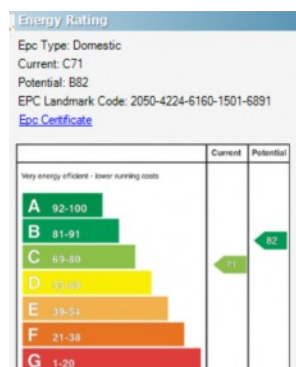 Energy Rating
Epc Type: Domestic
Current: C71
Potential: B82
EPC Landmark Code: 2050-4224-6160-1501-6891
Epc Certificate
Current Potential
Very energy efficient - lower running costs
A 92-100
B 81-91
82
C 69-80
71
D 55-68
E 39-54
F 21-38
G 1-20